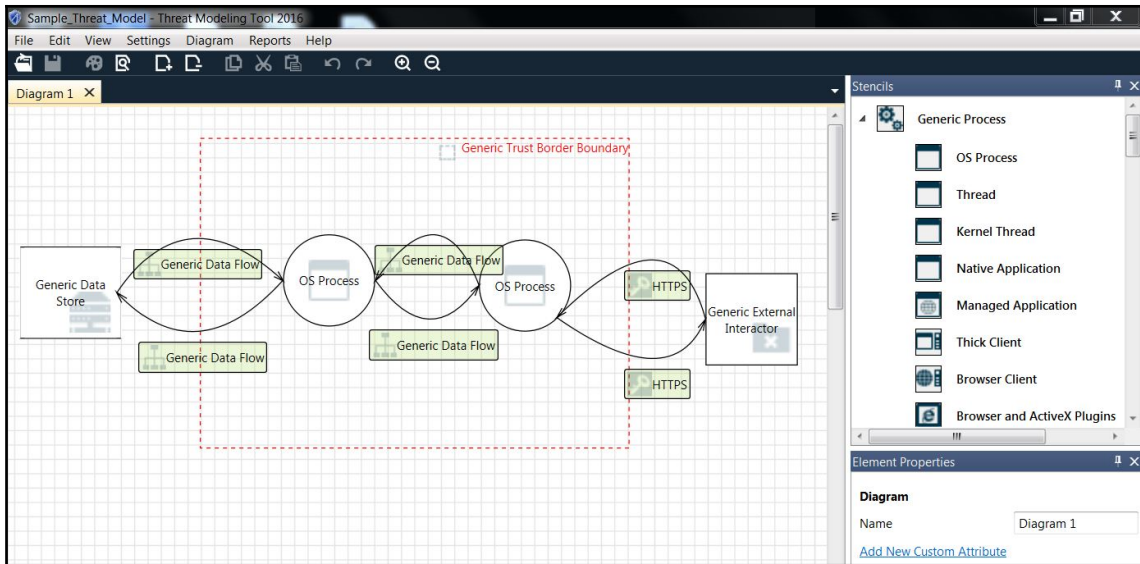 Sample_Threat_Model - Threat Modeling Tool 2016
File Edit View Settings Diagram Reports Help
Diagram 1
Stencils
Generic Process
OS Process
Thread
Kernel Thread
Native Application
Managed Application
Thick Client
Browser Client
Browser and ActiveX Plugins
Generic Trust Border Boundary
Generic Data Flow
Generic Data Flow
Generic Data
Store
OS Process
OS Process
HTTPS
Generic External
Interactor
Generic Data Flow
Generic Data Flow
HTTPS
Element Properties
Diagram
Name
Diagram 1
Add New Custom Attribute